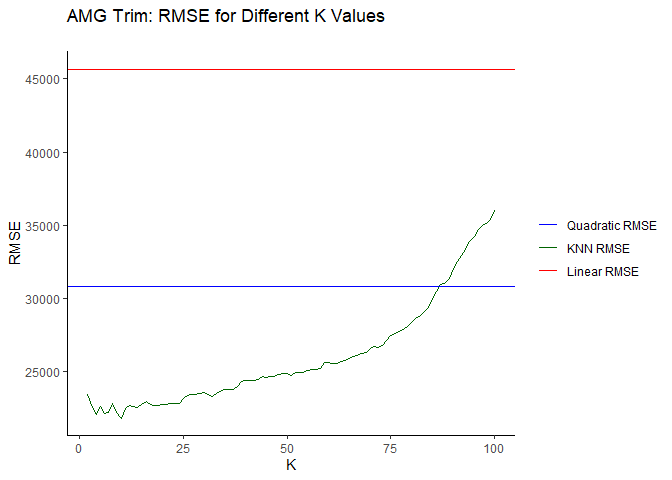 AMG Trim: RMSE for Different K Values
45000
40000
35000
30000
25000
RMSE
0
25
50
75
100
K
Quadratic RMSE
KNN RMSE
Linear RMSE